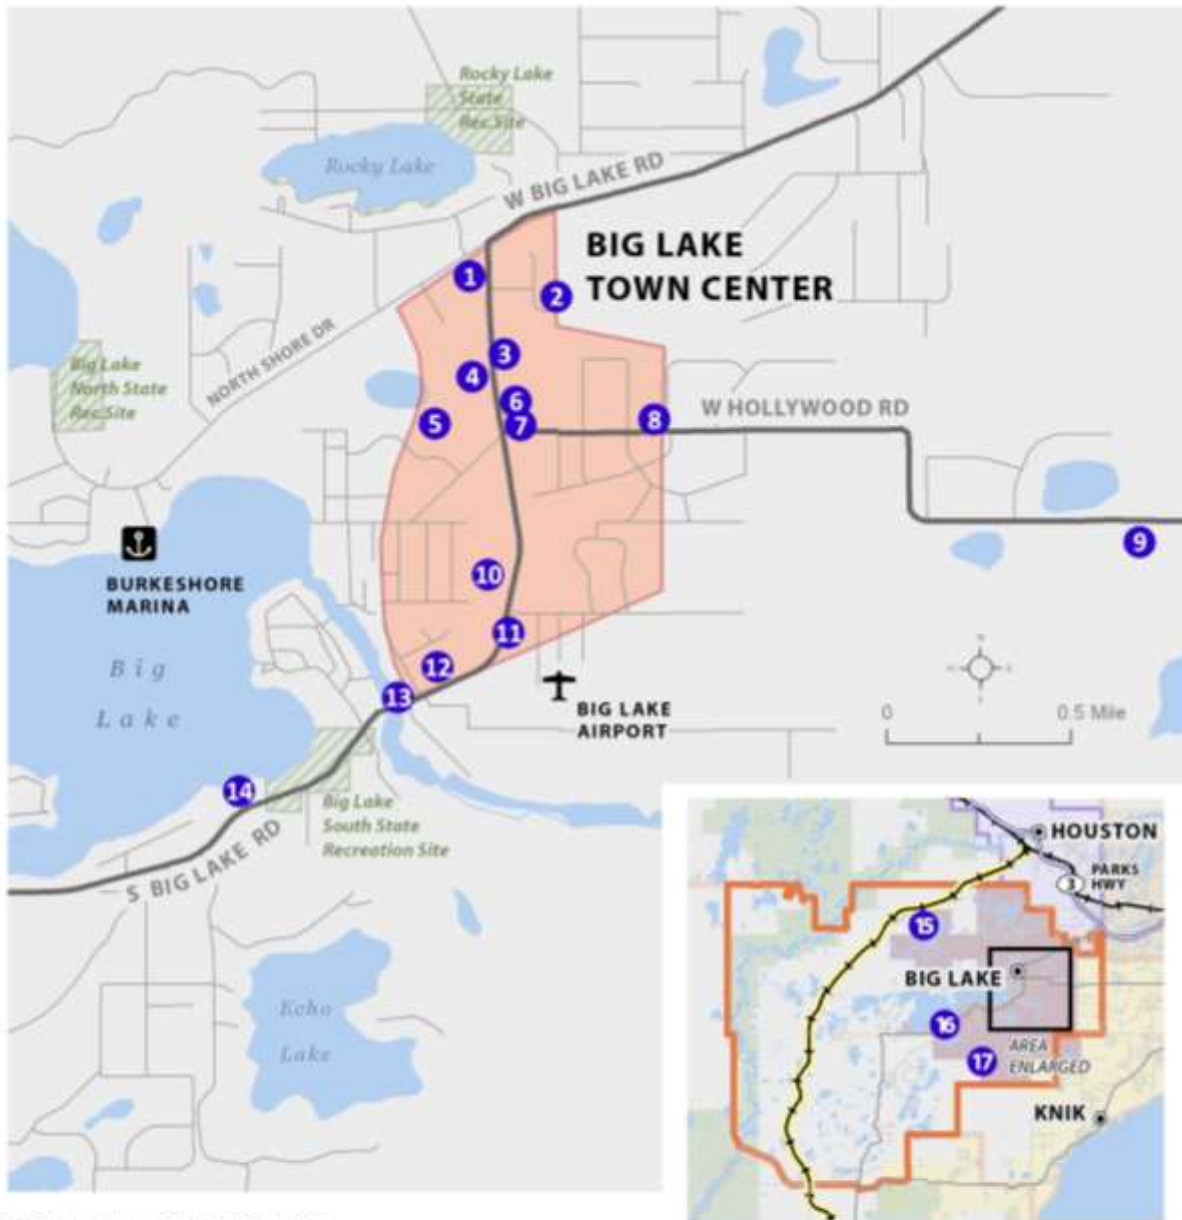 Rocky Lake
State
Rec.Site
Rocky Lake
W BIG LAKE RD
BIG LAKE
TOWN CENTER
1
2
3
4
5
6
7
8
9
NORTH SHORE DR
Big Lake
North State
Rec.Site
W HOLLYWOOD RD
BURKESHORE
MARINA
Big
Lake
10
11
12
13
14
BIG LAKE
AIRPORT
0 0.5 Mile
Big Lake
South State
Recreation Site
S BIG LAKE RD
Echo
Lake
HOUSTON
3
PARKS
HWY
15
BIG LAKE
16
17
AREA
ENLARGED
KNIK